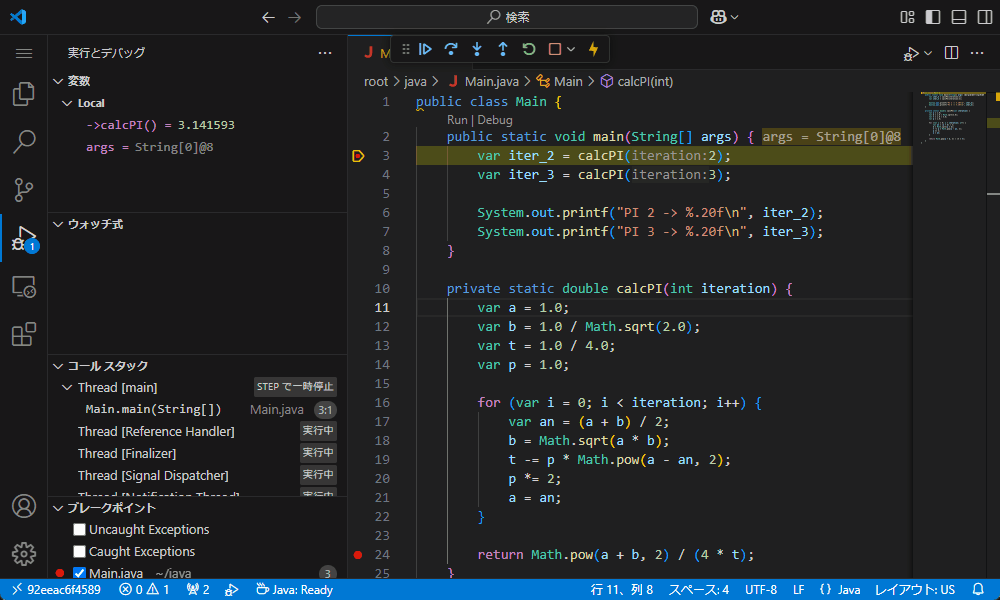 検索
実行とデバッグ
変数
Local
->calcPI() = 3.141593
args = String[0]@8
ウォッチ式
コール スタック
Thread [main]
STEP で一時停止
Main.main(String[])
Main.java
3:1
Thread [Reference Handler]
実行中
Thread [Finalizer]
実行中
Thread [Signal Dispatcher]
実行中
Thread [Notification Thread]
実行中
ブレークポイント
Uncaught Exceptions
Caught Exceptions
Main.java ~/java
3
1
J M
root > java > J Main.java > Main > calcPI(int)
1 public class Main {
Run | Debug
2 public static void main(String[] args) { args = String[0]@8
3 var iter_2 = calcPI(iteration:2);
4 var iter_3 = calcPI(iteration:3);
5
6 System.out.printf("PI 2 -> %.20f\n", iter_2);
7 System.out.printf("PI 3 -> %.20f\n", iter_3);
8 }
9
10 private static double calcPI(int iteration) {
11 var a = 1.0;
12 var b = 1.0 / Math.sqrt(2.0);
13 var t = 1.0 / 4.0;
14 var p = 1.0;
15
16 for (var i = 0; i < iteration; i++) {
17 var an = (a + b) / 2;
18 b = Math.sqrt(a * b);
19 t -= p * Math.pow(a - an, 2);
20 p *= 2;
21 a = an;
22 }
23
24 return Math.pow(a + b, 2) / (4 * t);
25 }
92eeac6f4589
0 1
2
Java: Ready
行 11、列 8
スペース: 4
UTF-8
LF
{} Java
レイアウト: US